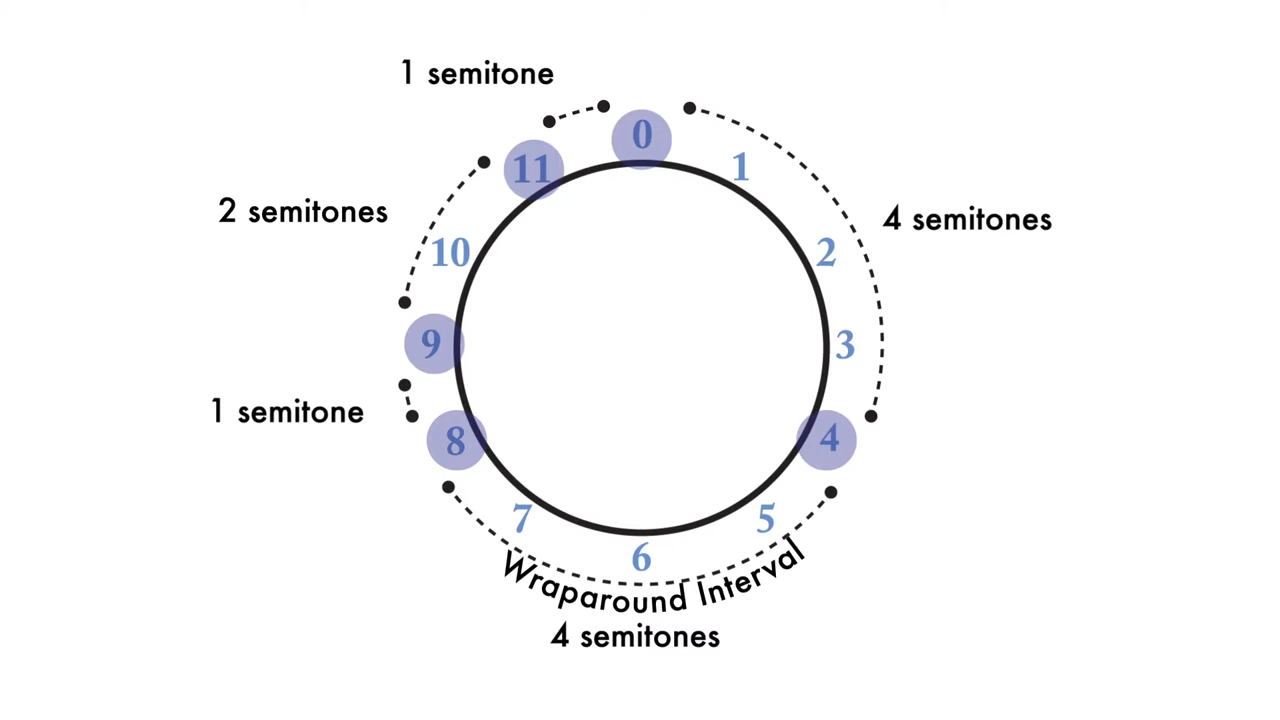 1 semitone
0
11
1
2 semitones
4 semitones
10
2
9
3
1 semitone
8
4
7
5
6
Wraparound Interval
4 semitones